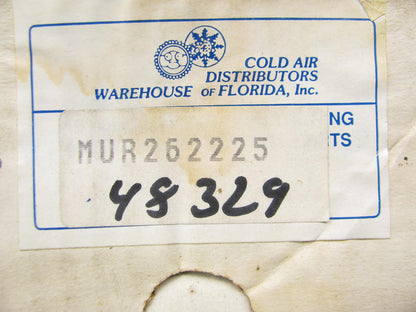 COLD AIR
DISTRIBUTORS
WAREHOUSE OF FLORIDA, Inc.
NG
TS
MUR262225
48329